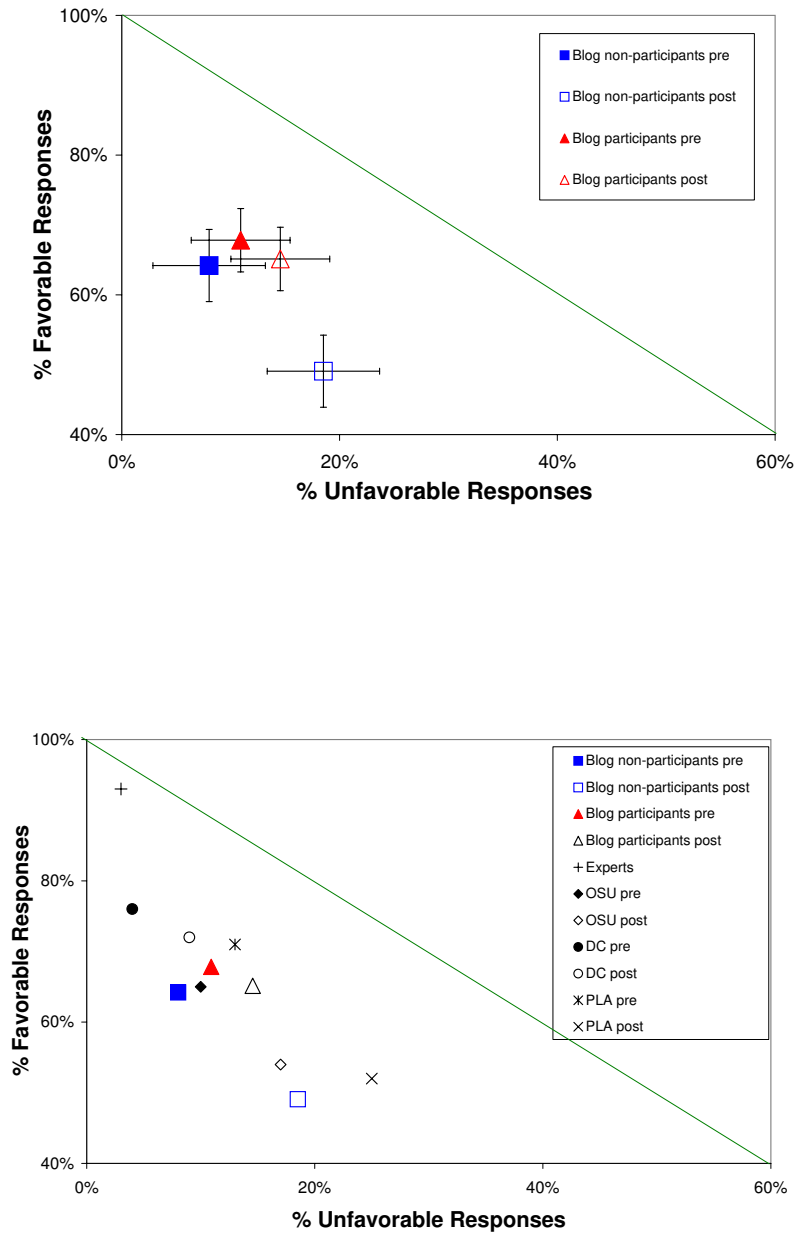 100%
80%
60%
40%
0%
20%
40%
60%
% Favorable Responses
% Unfavorable Responses
Blog non-participants pre
Blog non-participants post
Blog participants pre
Blog participants post
100%
80%
60%
40%
0%
20%
40%
60%
% Favorable Responses
% Unfavorable Responses
Blog non-participants pre
Blog non-participants post
Blog participants pre
Blog participants post
Experts
OSU pre
OSU post
DC pre
DC post
PLA pre
PLA post